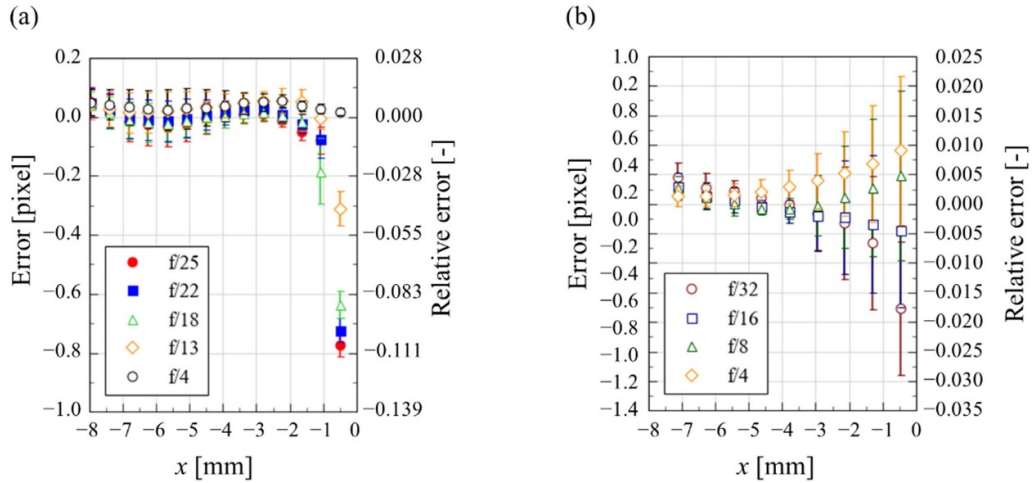 (a)
0.2
0.0
−0.2
−0.4
−0.6
−0.8
−1.0
Error [pixel]
f/25
f/22
f/18
f/13
f/4
0.028
0.000
−0.028
−0.055
−0.083
−0.111
−0.139
Relative error [-]
−8 −7 −6 −5 −4 −3 −2 −1 0
x [mm]
(b)
1.0
1.0
0.8
0.6
0.4
0.2
0.0
−0.2
−0.4
−0.6
−0.8
−1.0
−1.2
−1.4
Error [pixel]
f/32
f/16
f/8
f/4
0.025
0.020
0.015
0.010
0.005
0.000
−0.005
−0.010
−0.015
−0.020
−0.025
−0.030
−0.035
Relative error [-]
−8 −7 −6 −5 −4 −3 −2 −1 0
x [mm]